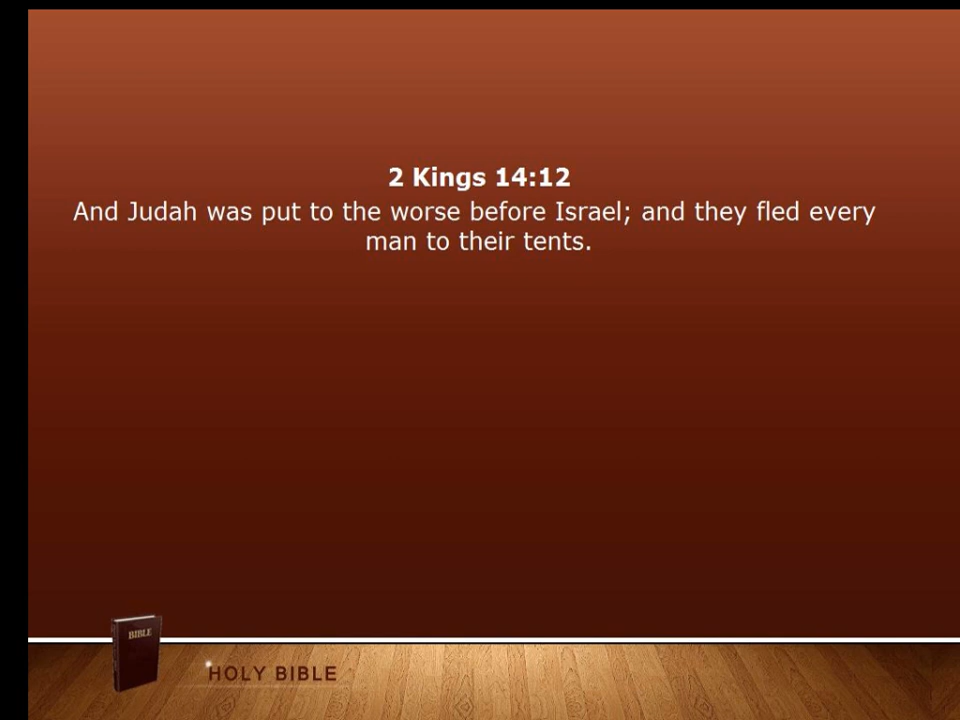 2 Kings 14:12
And Judah was put to the worse before Israel; and they fled every
man to their tents.
BIBLE
HOLY BIBLE